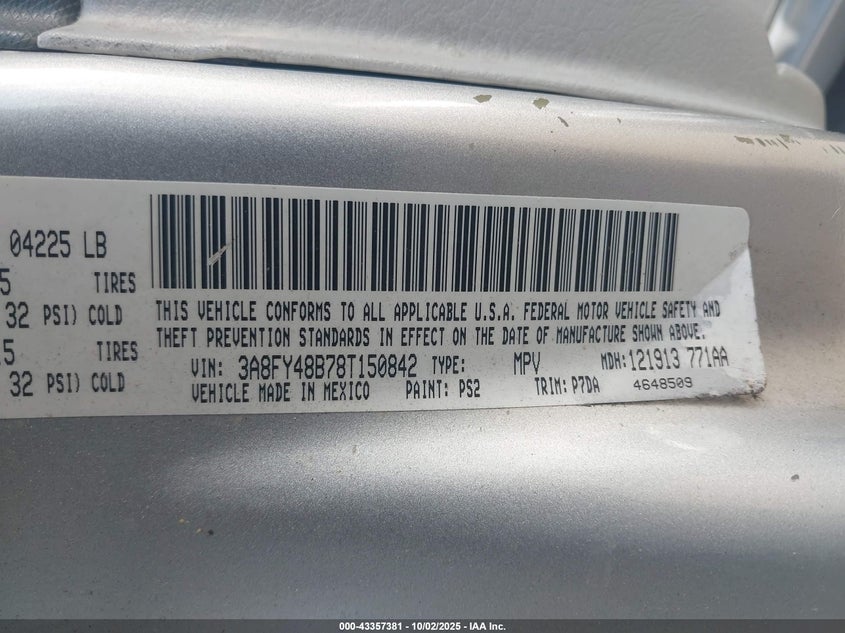 04225 LB
5 TIRES
32 PSI) COLD
.5 TIRES
32 PSI) COLD
THIS VEHICLE CONFORMS TO ALL APPLICABLE U.S.A. FEDERAL MOTOR VEHICLE SAFETY AND
THEFT PREVENTION STANDARDS IN EFFECT ON THE DATE OF MANUFACTURE SHOWN ABOVE.
VIN: 3A8FY48B78T150842 TYPE: MPV MDH: 121913 771AA
VEHICLE MADE IN MEXICO PAINT: PS2 TRIM: P7DA 4648509
000-43357381 - 10/02/2025 - IAA Inc.